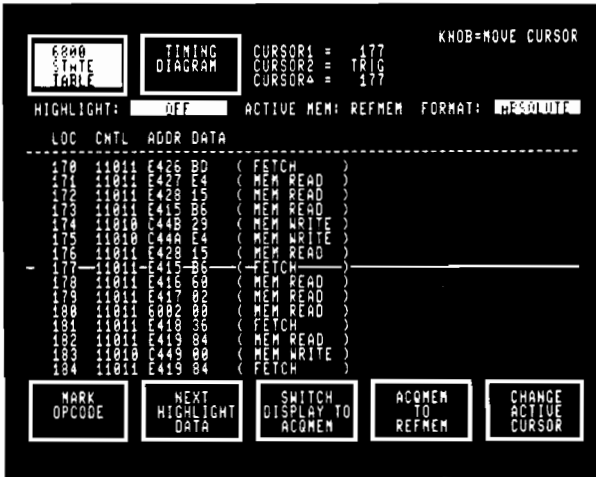 KNOB=MOVE CURSOR
6800
STATE
TABLE
TIMING
DIAGRAM
CURSOR1 = 177
CURSOR2 = TRIG
CURSOR△ = 177
HIGHLIGHT: OFF ACTIVE MEM: REFMEM FORMAT: ABSOLUTE
LOC CNTL ADDR DATA
170 11011 E426 BD ( FETCH )
171 11011 E427 E4 ( MEM READ )
172 11011 E428 15 ( MEM READ )
173 11011 E415 B6 ( MEM READ )
174 11010 C44B 29 ( MEM WRITE )
175 11010 C44A E4 ( MEM WRITE )
176 11011 E428 15 ( MEM READ )
177 11011 E415 B6 ( FETCH )
178 11011 E416 60 ( MEM READ )
179 11011 E417 02 ( MEM READ )
180 11011 6002 00 ( MEM READ )
181 11011 E418 36 ( FETCH )
182 11011 E419 84 ( MEM READ )
183 11010 C449 00 ( MEM WRITE )
184 11011 E419 84 ( FETCH )
MARK
OPCODE
NEXT
HIGHLIGHT
DATA
SWITCH
DISPLAY TO
ACQMEM
ACQMEM
TO
REFMEM
CHANGE
ACTIVE
CURSOR